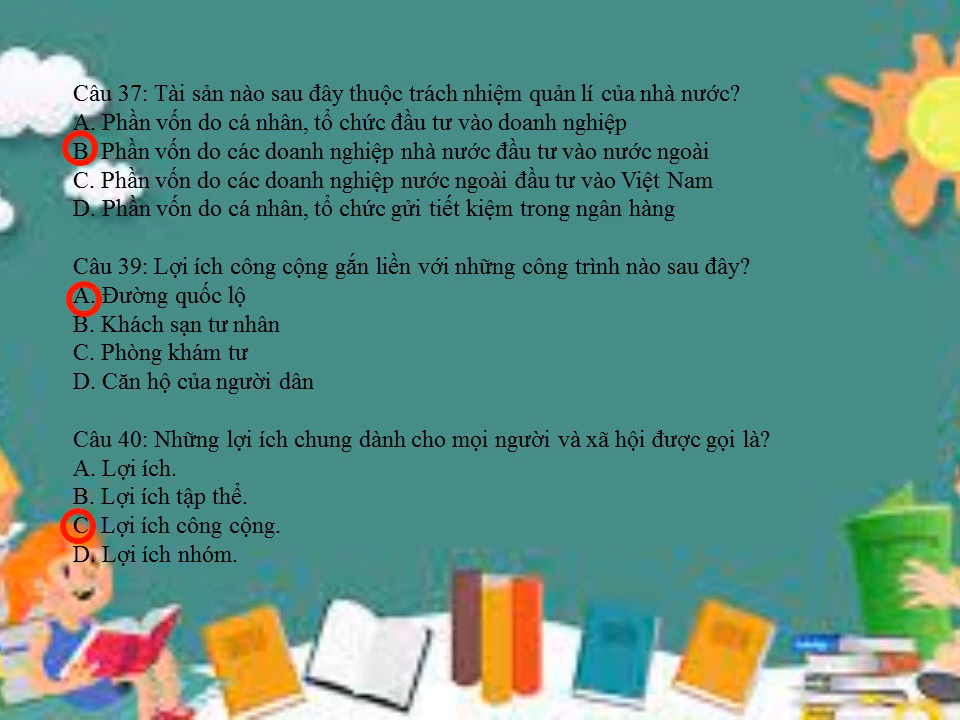 Câu 37: Tài sản nào sau đây thuộc trách nhiệm quản lí của nhà nước?
A. Phần vốn do cá nhân, tổ chức đầu tư vào doanh nghiệp
B. Phần vốn do các doanh nghiệp nhà nước đầu tư vào nước ngoài
C. Phần vốn do các doanh nghiệp nước ngoài đầu tư vào Việt Nam
D. Phần vốn do cá nhân, tổ chức gửi tiết kiệm trong ngân hàng
Câu 39: Lợi ích công cộng gắn liền với những công trình nào sau đây?
A. Đường quốc lộ
B. Khách sạn tư nhân
C. Phòng khám tư
D. Căn hộ của người dân
Câu 40: Những lợi ích chung dành cho mọi người và xã hội được gọi là?
A. Lợi ích.
B. Lợi ích tập thể.
C. Lợi ích công cộng.
D. Lợi ích nhóm.